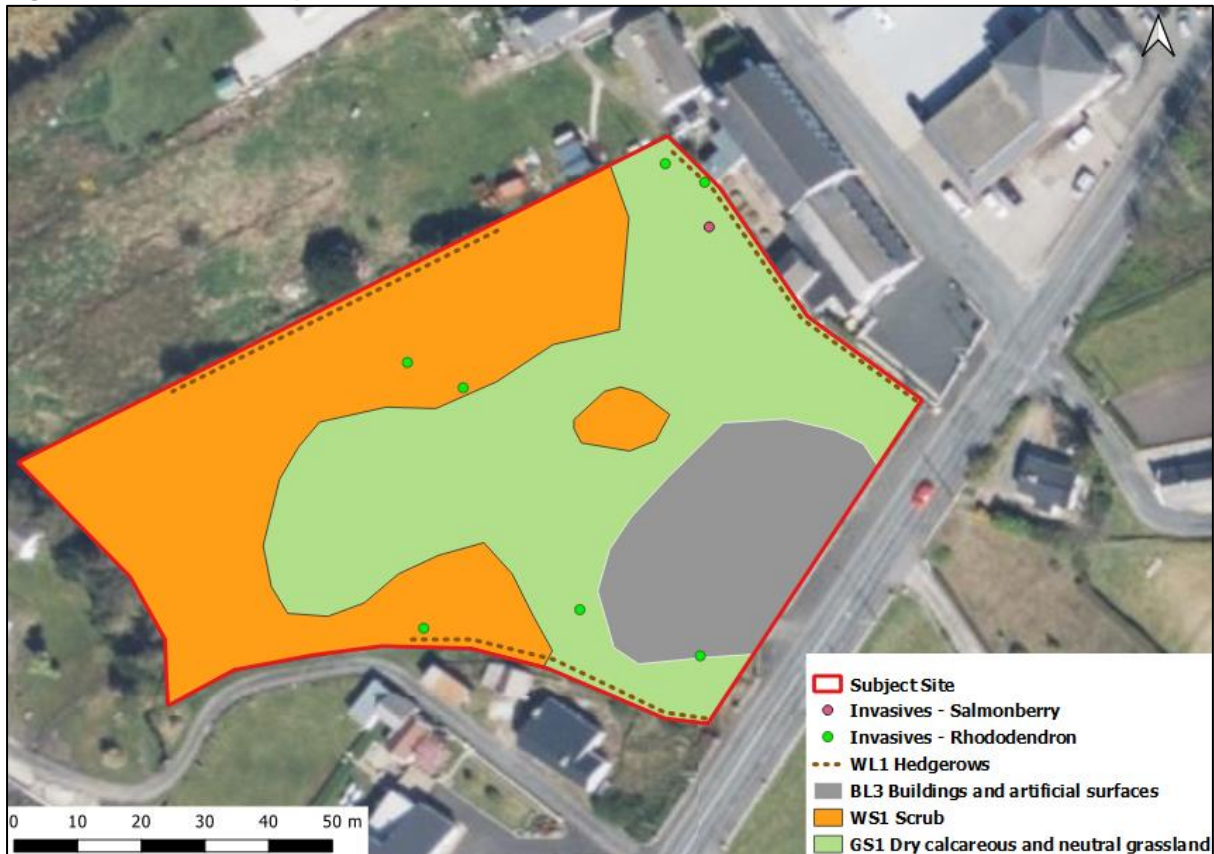 Subject Site
Invasives - Salmonberry
Invasives - Rhododendron
WL1 Hedgerows
BL3 Buildings and artificial surfaces
WS1 Scrub
GS1 Dry calcareous and neutral grassland
0 10 20 30 40 50 m